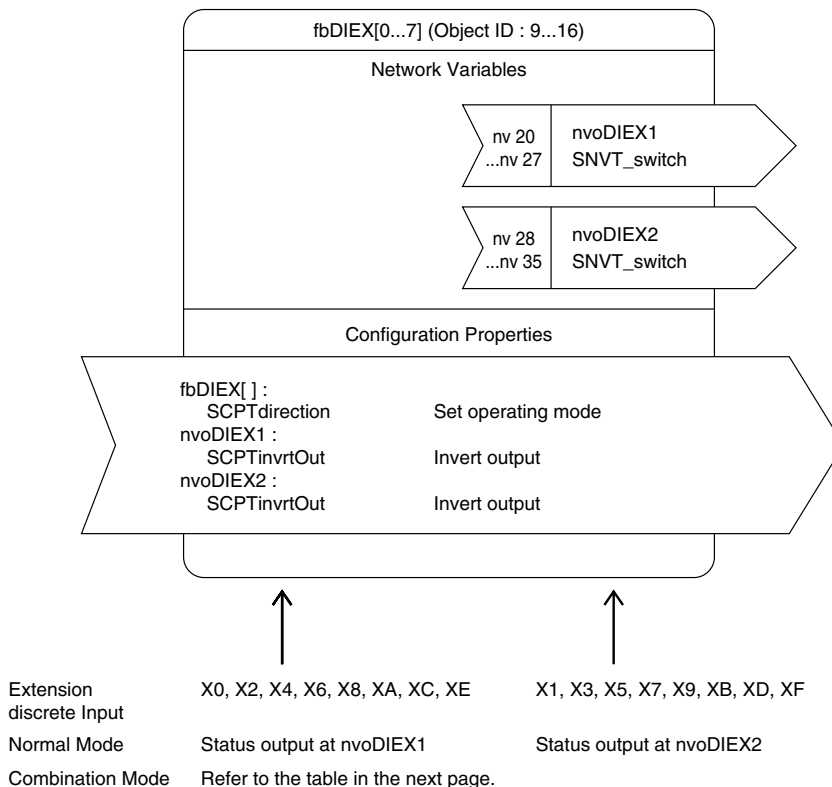 fbDIEX[0...7] (Object ID : 9...16)
Network Variables
nv 20 nvoDIEX1
...nv 27 SNVT_switch
nv 28 nvoDIEX2
...nv 35 SNVT_switch
Configuration Properties
fbDIEX[ ] :
SCPTdirection Set operating mode
nvoDIEX1 :
SCPTinvrtOut Invert output
nvoDIEX2 :
SCPTinvrtOut Invert output
Extension X0, X2, X4, X6, X8, XA, XC, XE X1, X3, X5, X7, X9, XB, XD, XF
discrete Input
Normal Mode Status output at nvoDIEX1 Status output at nvoDIEX2
Combination Mode Refer to the table in the next page.